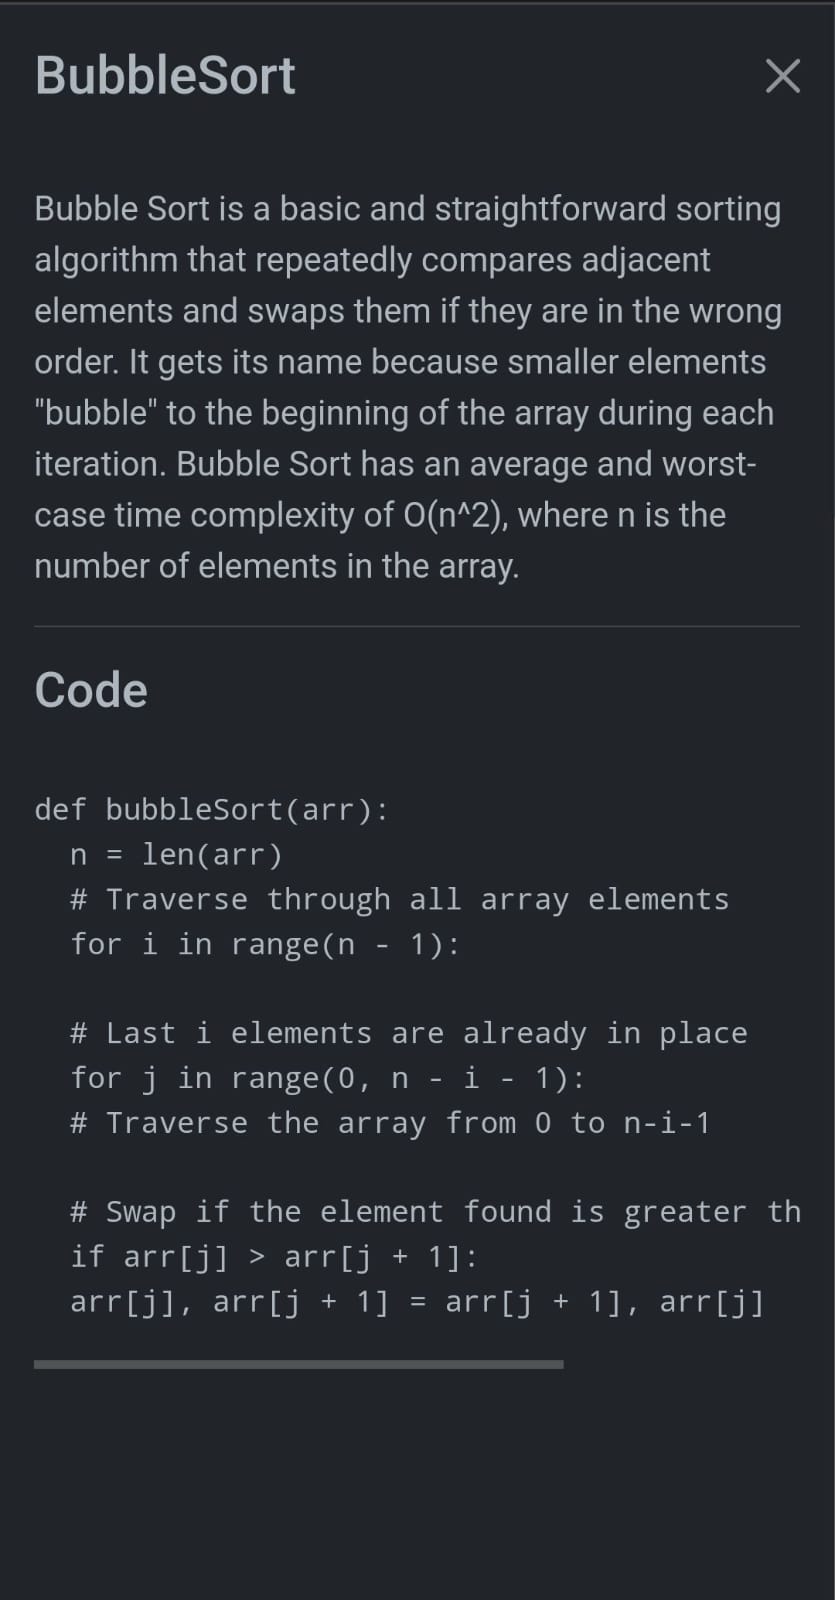 BubbleSort
Bubble Sort is a basic and straightforward sorting
algorithm that repeatedly compares adjacent
elements and swaps them if they are in the wrong
order. It gets its name because smaller elements
"bubble" to the beginning of the array during each
iteration. Bubble Sort has an average and worst-
case time complexity of O(n^2), where n is the
number of elements in the array.
Code
def bubbleSort(arr):
  n = len(arr)
  # Traverse through all array elements
  for i in range(n - 1):
  # Last i elements are already in place
  for j in range(0, n - i - 1):
  # Traverse the array from 0 to n-i-1
  # Swap if the element found is greater th
  if arr[j] > arr[j + 1]:
  arr[j], arr[j + 1] = arr[j + 1], arr[j]